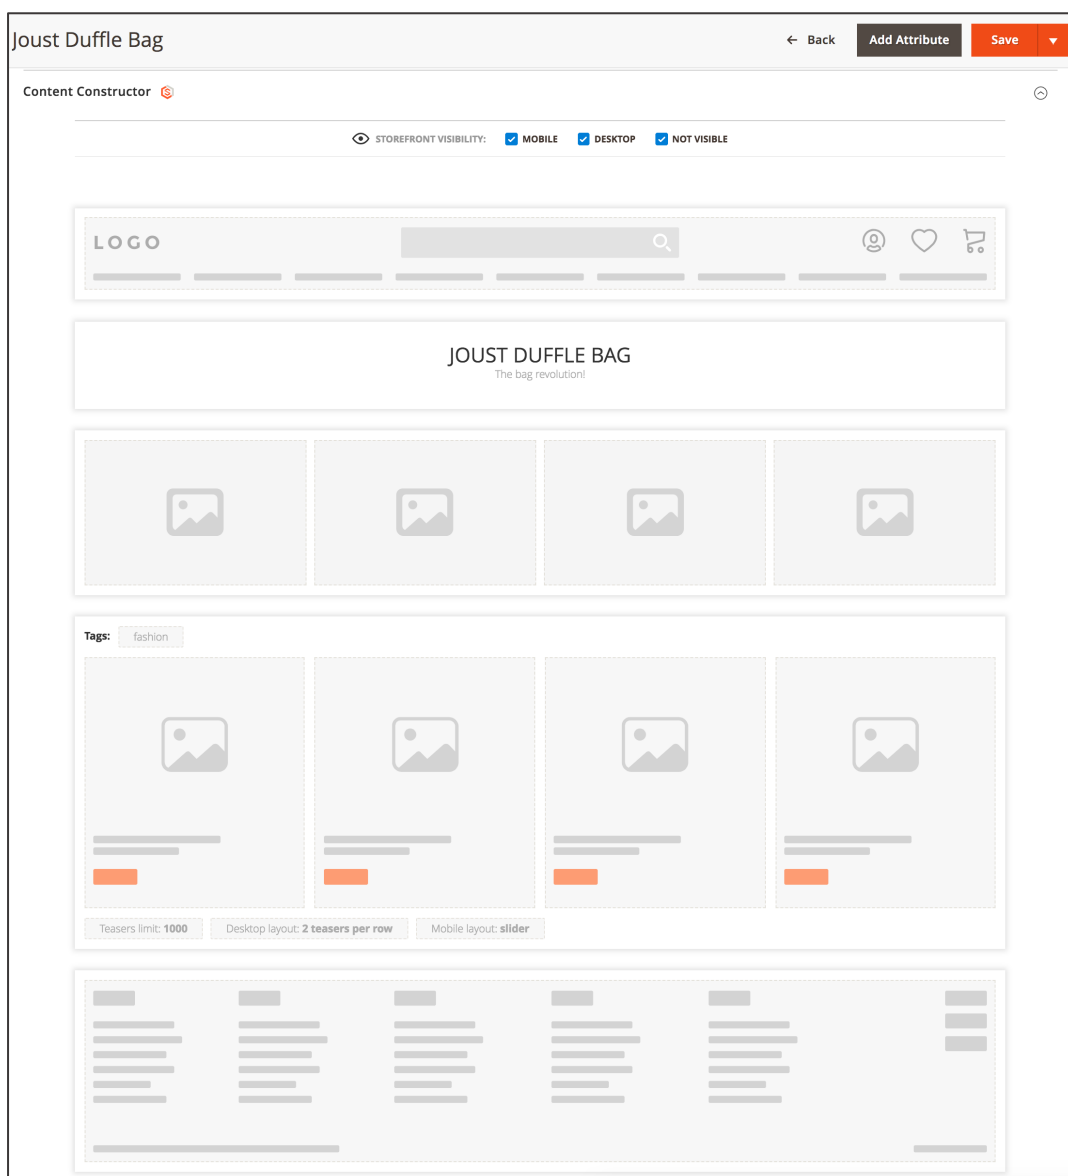 Joust Duffle Bag
Back
Add Attribute
Save
Content Constructor
STOREFRONT VISIBILITY: MOBILE DESKTOP NOT VISIBLE
LOGO
JOUST DUFFLE BAG
The bag revolution!
Tags: fashion
Teasers limit: 1000 Desktop layout: 2 teasers per row Mobile layout: slider